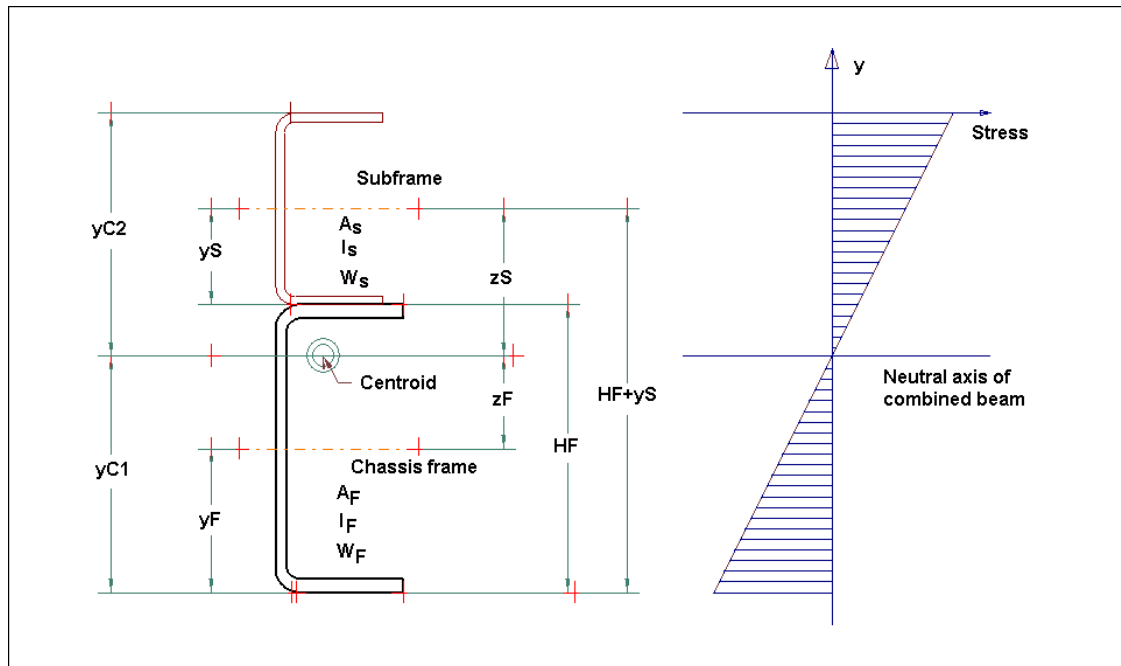 y
Stress
Subframe
As
Is
Ws
yC2
yS
zS
Centroid
zF
HF+yS
HF
Neutral axis of
combined beam
yC1
yF
Chassis frame
AF
IF
WF